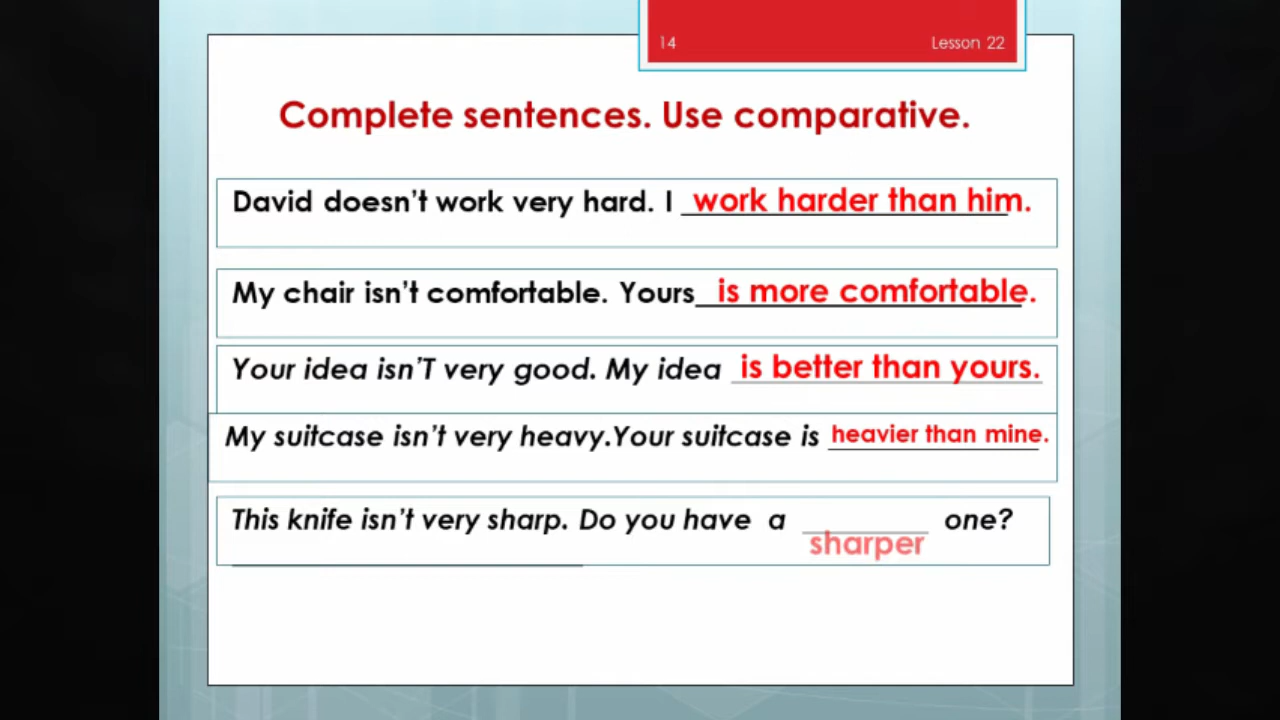 14 Lesson 22
Complete sentences. Use comparative.
David doesn't work very hard. I work harder than him.
My chair isn't comfortable. Yours is more comfortable.
Your idea isn'T very good. My idea is better than yours.
My suitcase isn't very heavy.Your suitcase is heavier than mine.
This knife isn't very sharp. Do you have a ________ one?
sharper